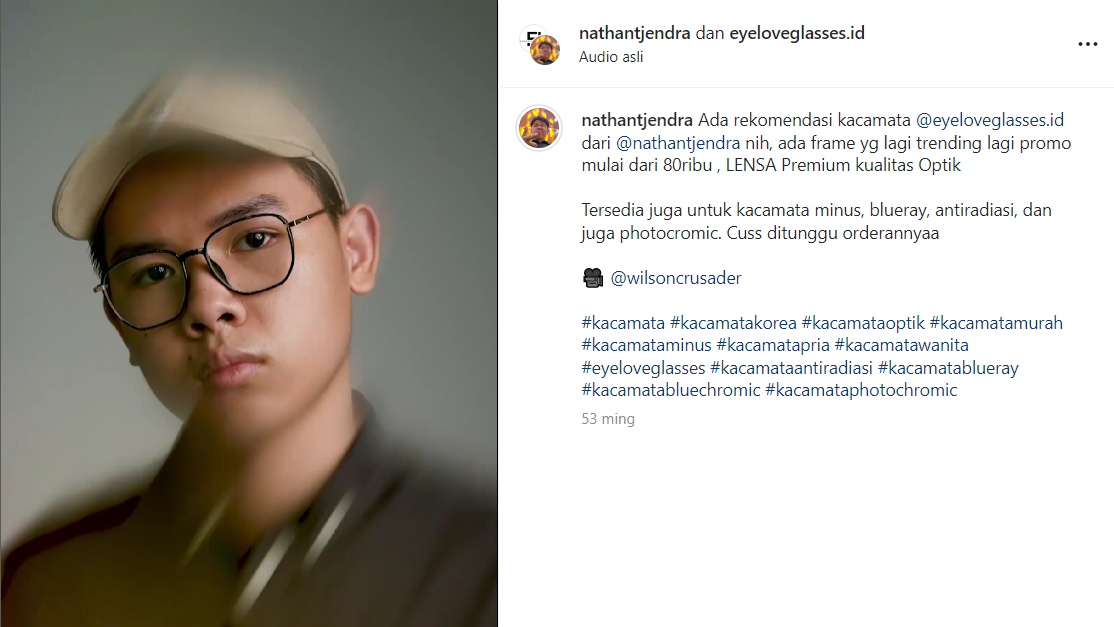 nathantjendra dan eyeloveglasses.id
Audio asli
nathantjendra Ada rekomendasi kacamata @eyeloveglasses.id
dari @nathantjendra nih, ada frame yg lagi trending lagi promo
mulai dari 80ribu , LENSA Premium kualitas Optik
Tersedia juga untuk kacamata minus, blueray, antiradiasi, dan
juga photocromic. Cuss ditunggu orderannyaa
@wilsoncrusader
#kacamata #kacamatakorea #kacamataoptik #kacamatamurah
#kacamataminus #kacamatapria #kacamatawanita
#eyeloveglasses #kacamataantiradiasi #kacamatablueray
#kacamatabluechromic #kacamataphotochromic
53 ming